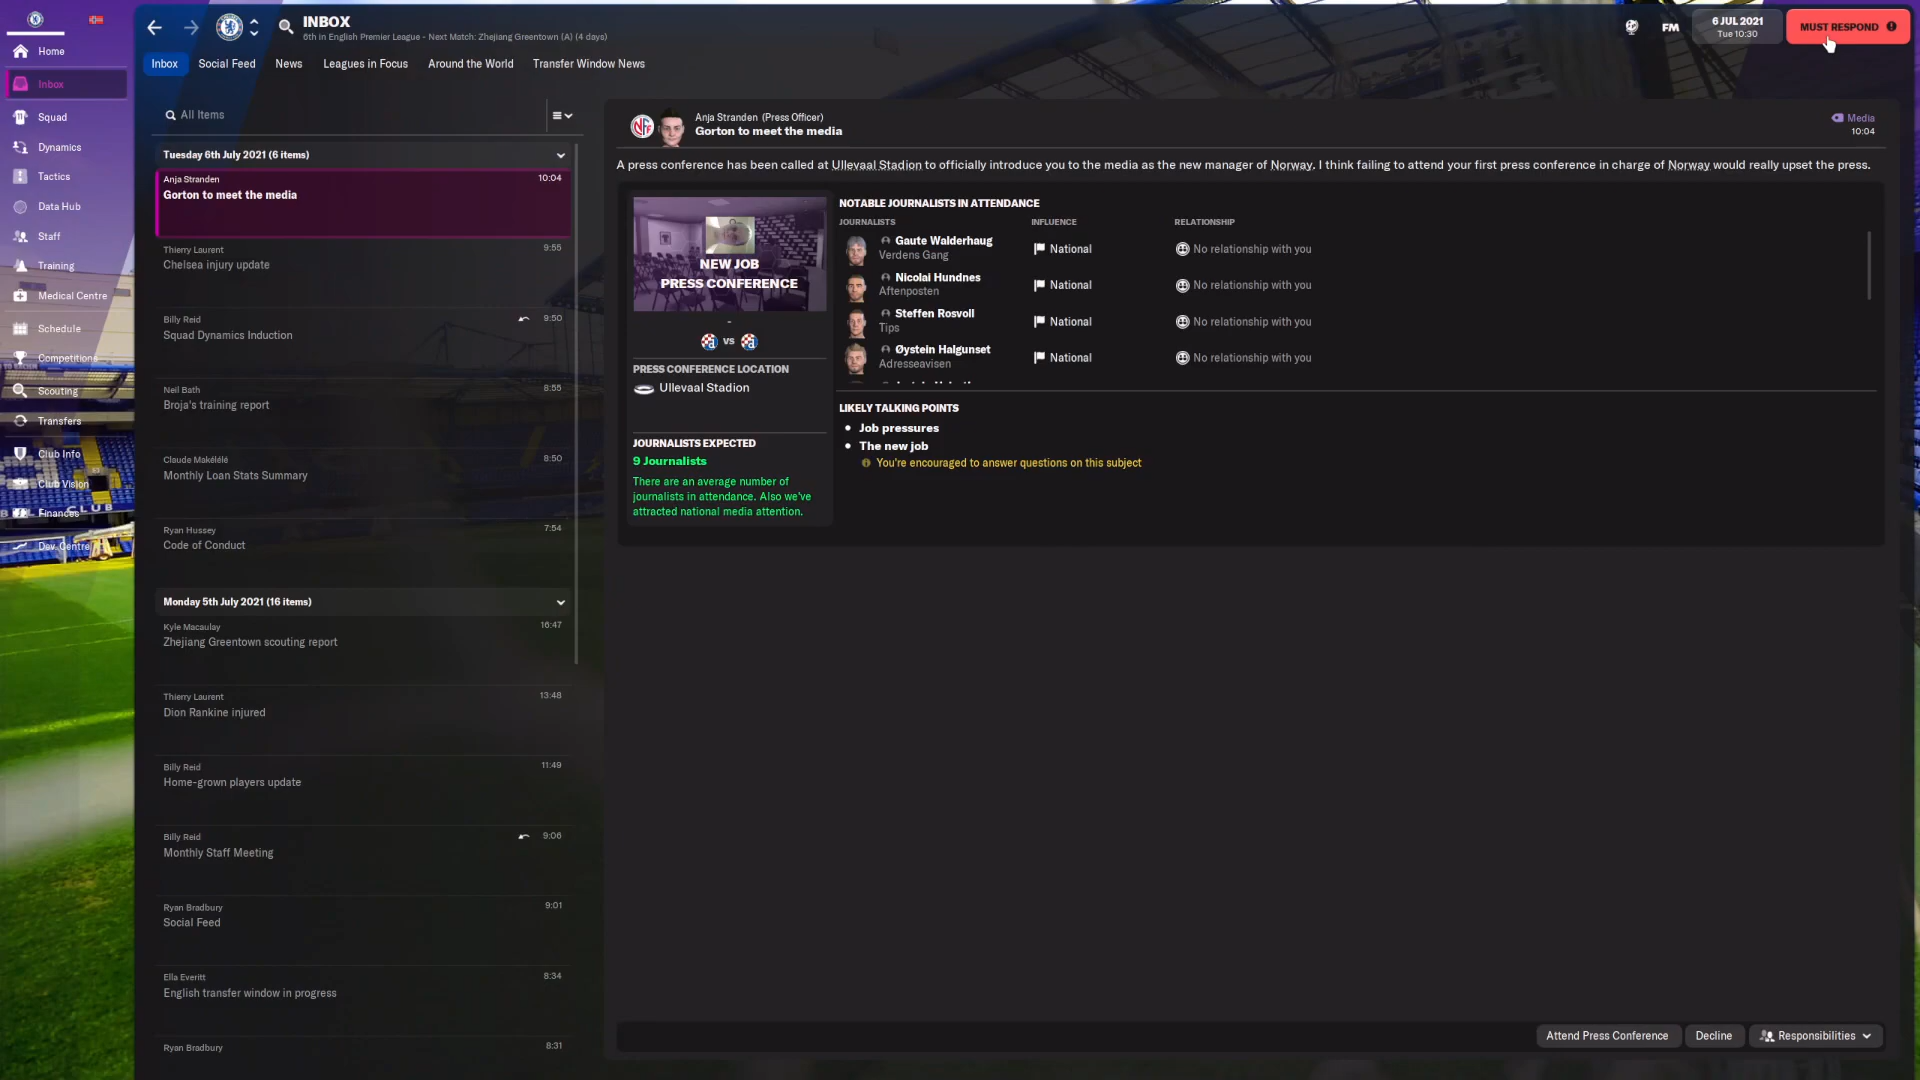 INBOX
6th in English Premier League - Next Match: Zhejiang Greentown (A) (4 days)
FM
6 JUL 2021
Tue 10:30
MUST RESPOND
Home
Inbox
Squad
Dynamics
Tactics
Data Hub
Staff
Training
Medical Centre
Schedule
Competitions
Scouting
Transfers
Club Info
Club Vision
Finances
Dev. Centre
Inbox
Social Feed
News
Leagues in Focus
Around the World
Transfer Window News
All Items
Tuesday 6th July 2021 (6 items)
Anja Stranden 10:04
Gorton to meet the media
Thierry Laurent 9:55
Chelsea injury update
Billy Reid 9:50
Squad Dynamics Induction
Neil Bath 8:55
Broja's training report
Claude Makélélé 8:50
Monthly Loan Stats Summary
Ryan Hussey 7:54
Code of Conduct
Monday 5th July 2021 (16 items)
Kyle Macaulay 16:47
Zhejiang Greentown scouting report
Thierry Laurent 13:48
Dion Rankine injured
Billy Reid 11:49
Home-grown players update
Billy Reid 9:06
Monthly Staff Meeting
Ryan Bradbury 9:01
Social Feed
Ella Everitt 8:34
English transfer window in progress
Ryan Bradbury 8:31
Anja Stranden (Press Officer)
Gorton to meet the media
Media
10:04
A press conference has been called at Ullevaal Stadion to officially introduce you to the media as the new manager of Norway. I think failing to attend your first press conference in charge of Norway would really upset the press.
NEW JOB
PRESS CONFERENCE
-
VS
PRESS CONFERENCE LOCATION
Ullevaal Stadion
JOURNALISTS EXPECTED
9 Journalists
There are an average number of
journalists in attendance. Also we've
attracted national media attention.
NOTABLE JOURNALISTS IN ATTENDANCE
JOURNALISTS INFLUENCE RELATIONSHIP
Gaute Walderhaug
Verdens Gang
National
No relationship with you
Nicolai Hundnes
Aftenposten
National
No relationship with you
Steffen Rosvoll
Tips
National
No relationship with you
Øystein Halgunset
Adresseavisen
National
No relationship with you
LIKELY TALKING POINTS
Job pressures
The new job
You're encouraged to answer questions on this subject
Attend Press Conference
Decline
Responsibilities